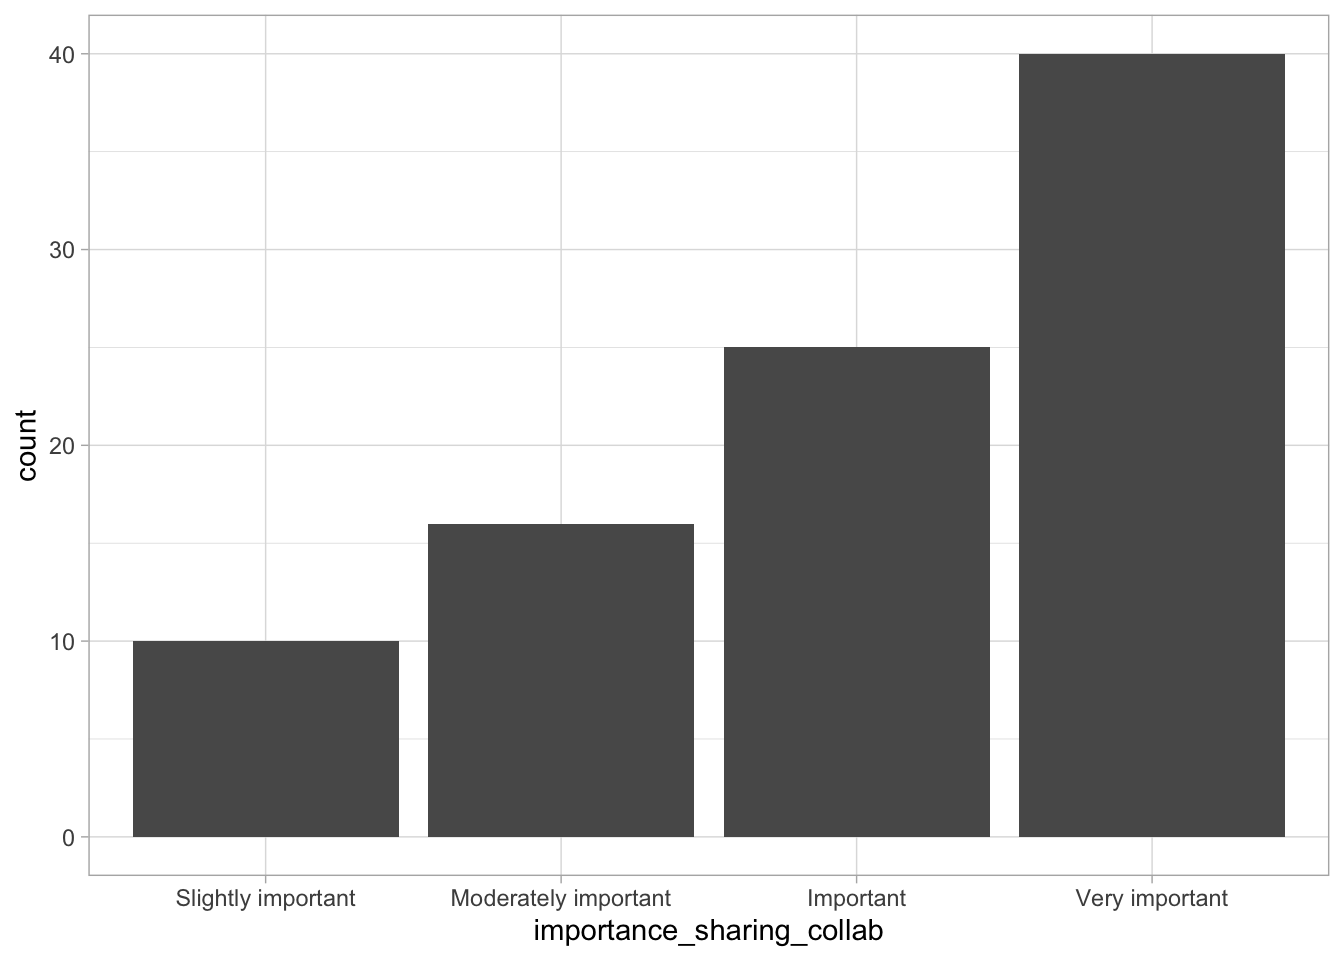 40
30
20
10
0
count
Slightly important
Moderately important
Important
Very important
importance_sharing_collab